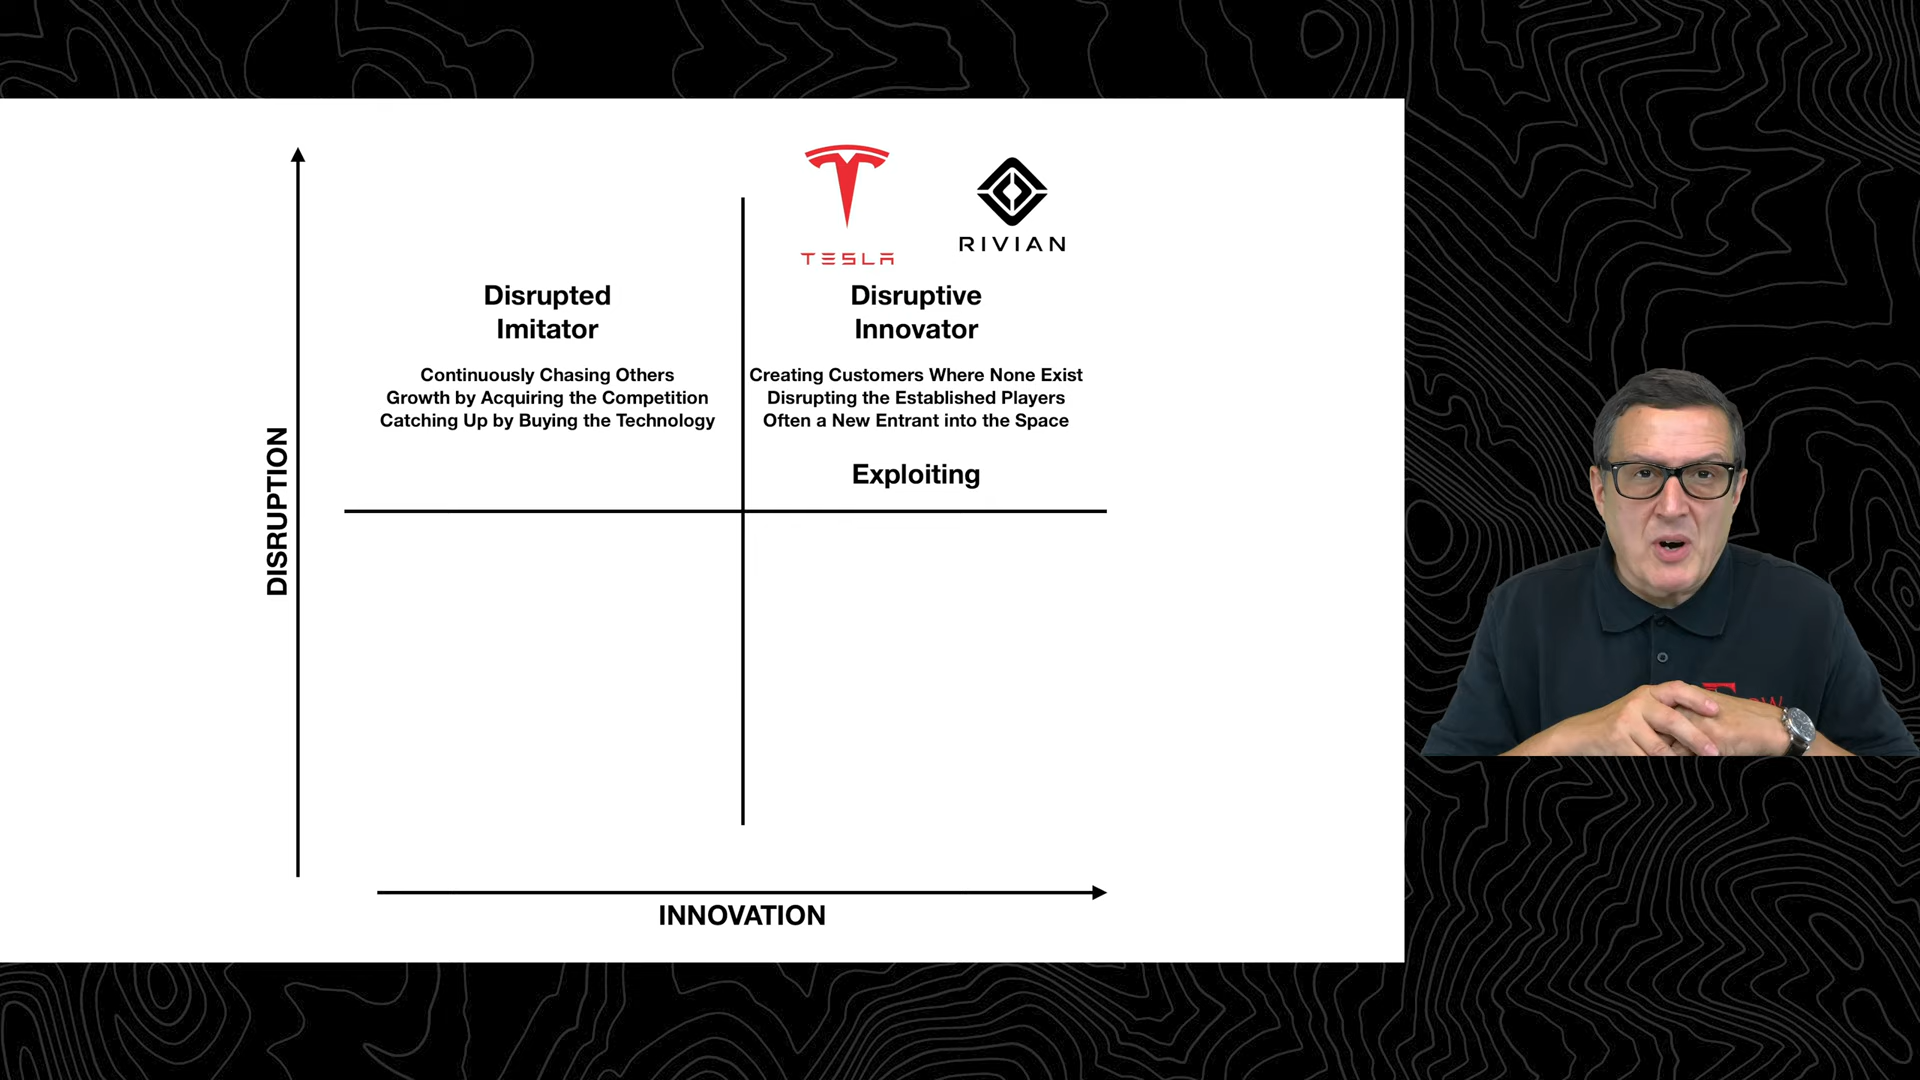 TESLA
RIVIAN
Disrupted
Imitator
Continuously Chasing Others
Growth by Acquiring the Competition
Catching Up by Buying the Technology
Disruptive
Innovator
Creating Customers Where None Exist
Disrupting the Established Players
Often a New Entrant into the Space
Exploiting
DISRUPTION
INNOVATION